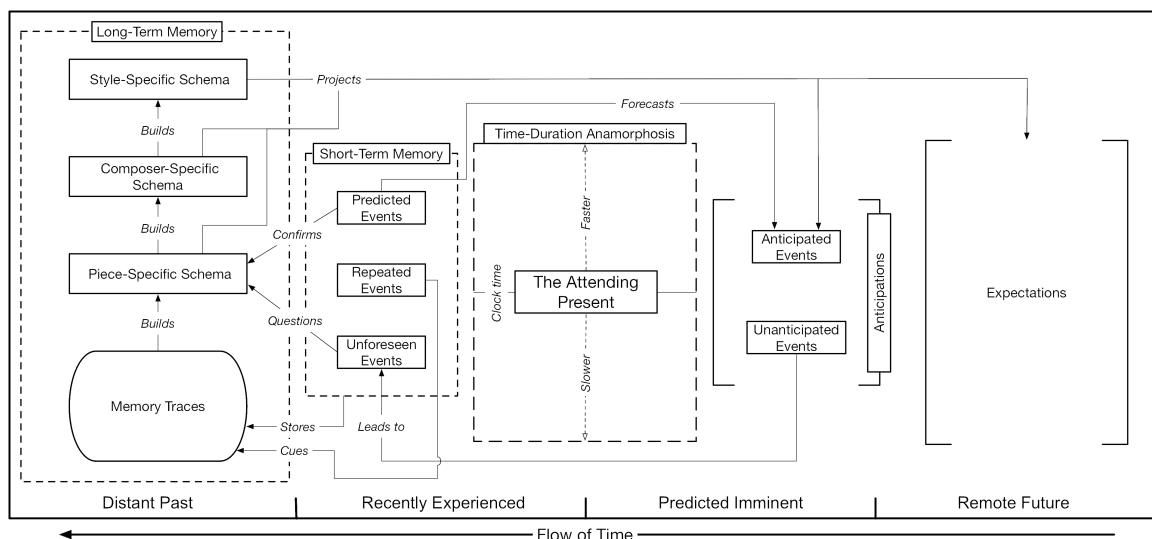 Long-Term Memory
Style-Specific Schema
Projects
Builds
Composer-Specific
Schema
Builds
Piece-Specific Schema
Builds
Memory Traces
Short-Term Memory
Predicted
Events
Confirms
Repeated
Events
Questions
Unforeseen
Events
Stores
Leads to
Cues
Forecasts
Time-Duration Anamorphosis
Faster
Clock time
The Attending
Present
Slower
Anticipated
Events
Unanticipated
Events
Anticipations
Expectations
Distant Past
Recently Experienced
Predicted Imminent
Remote Future
Flow of Time